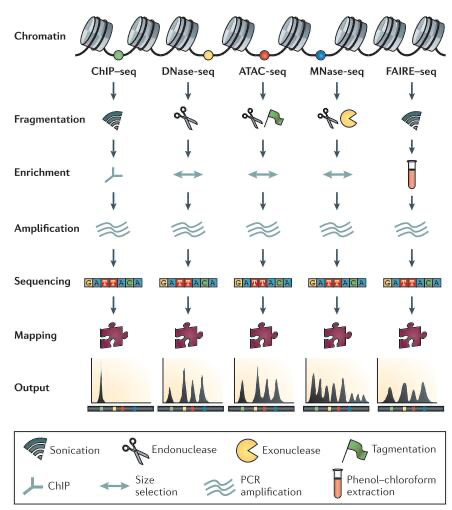 Chromatin
ChIP–seq DNase-seq ATAC-seq MNase-seq FAIRE–seq
Fragmentation
Enrichment
Amplification
Sequencing
GATTACA GATTACA GATTACA GATTACA GATTACA
Mapping
Output
Sonication Endonuclease Exonuclease Tagmentation
ChIP Size selection PCR amplification Phenol–chloroform extraction